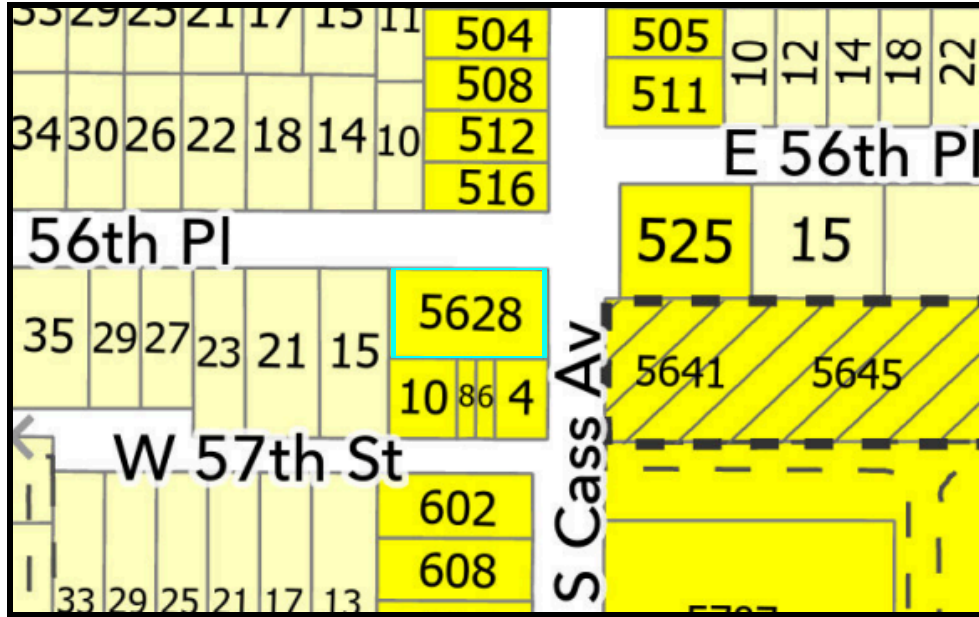 33 29 25 21 17 15 11 504 505 10 12 14 18 22
508 511
34 30 26 22 18 14 10 512
516
E 56th Pl
56th Pl
525 15
35 29 27 23 21 15 5628
10 8 6 4
5641 5645
S Cass Av
W 57th St
602
608
33 29 25 21 17 13